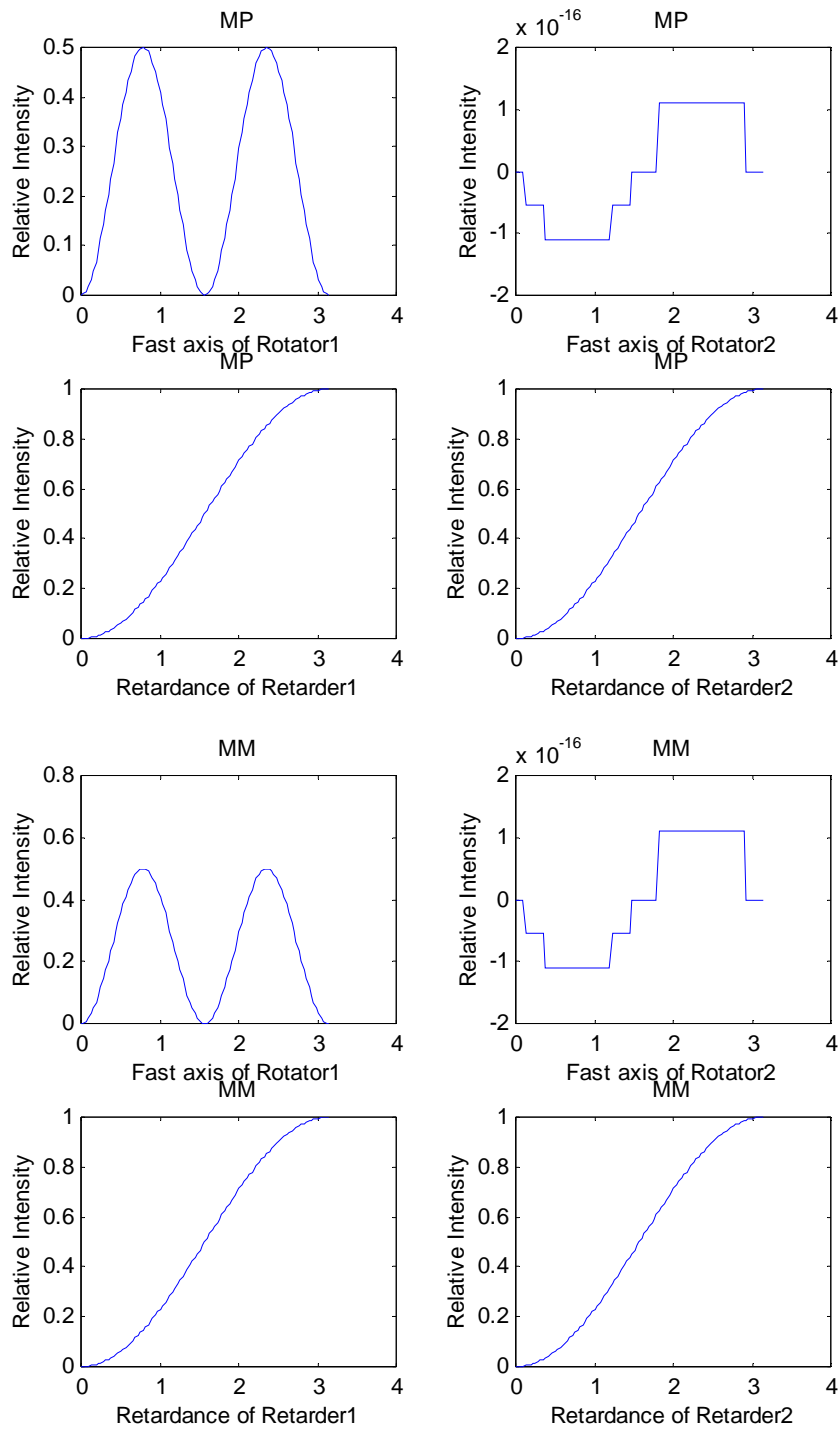 MP
0.5
0.4
0.3
0.2
0.1
0
Relative Intensity
0 1 2 3 4
Fast axis of Rotator1
x 10^-16
MP
2
1
0
-1
-2
Relative Intensity
0 1 2 3 4
Fast axis of Rotator2
MP
1
0.8
0.6
0.4
0.2
0
Relative Intensity
0 1 2 3 4
Retardance of Retarder1
MP
1
0.8
0.6
0.4
0.2
0
Relative Intensity
0 1 2 3 4
Retardance of Retarder2
MM
0.8
0.6
0.4
0.2
0
Relative Intensity
0 1 2 3 4
Fast axis of Rotator1
x 10^-16
MM
2
1
0
-1
-2
Relative Intensity
0 1 2 3 4
Fast axis of Rotator2
MM
1
0.8
0.6
0.4
0.2
0
Relative Intensity
0 1 2 3 4
Retardance of Retarder1
MM
1
0.8
0.6
0.4
0.2
0
Relative Intensity
0 1 2 3 4
Retardance of Retarder2